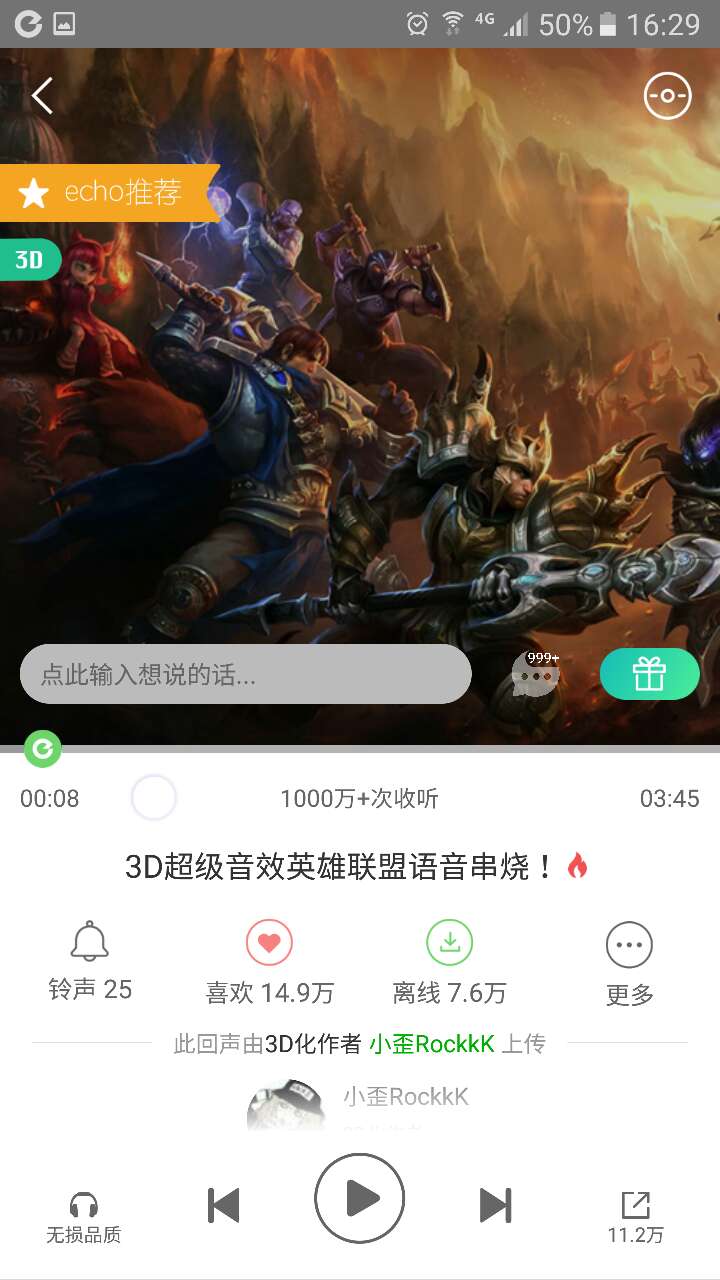 4G 50% 16:29
echo推荐
3D
点此输入想说的话...
999+
00:08
1000万+次收听
03:45
3D超级音效英雄联盟语音串烧！
铃声 25
喜欢 14.9万
离线 7.6万
更多
此回声由3D化作者 小歪RockkK 上传
小歪RockkK
无损品质
11.2万